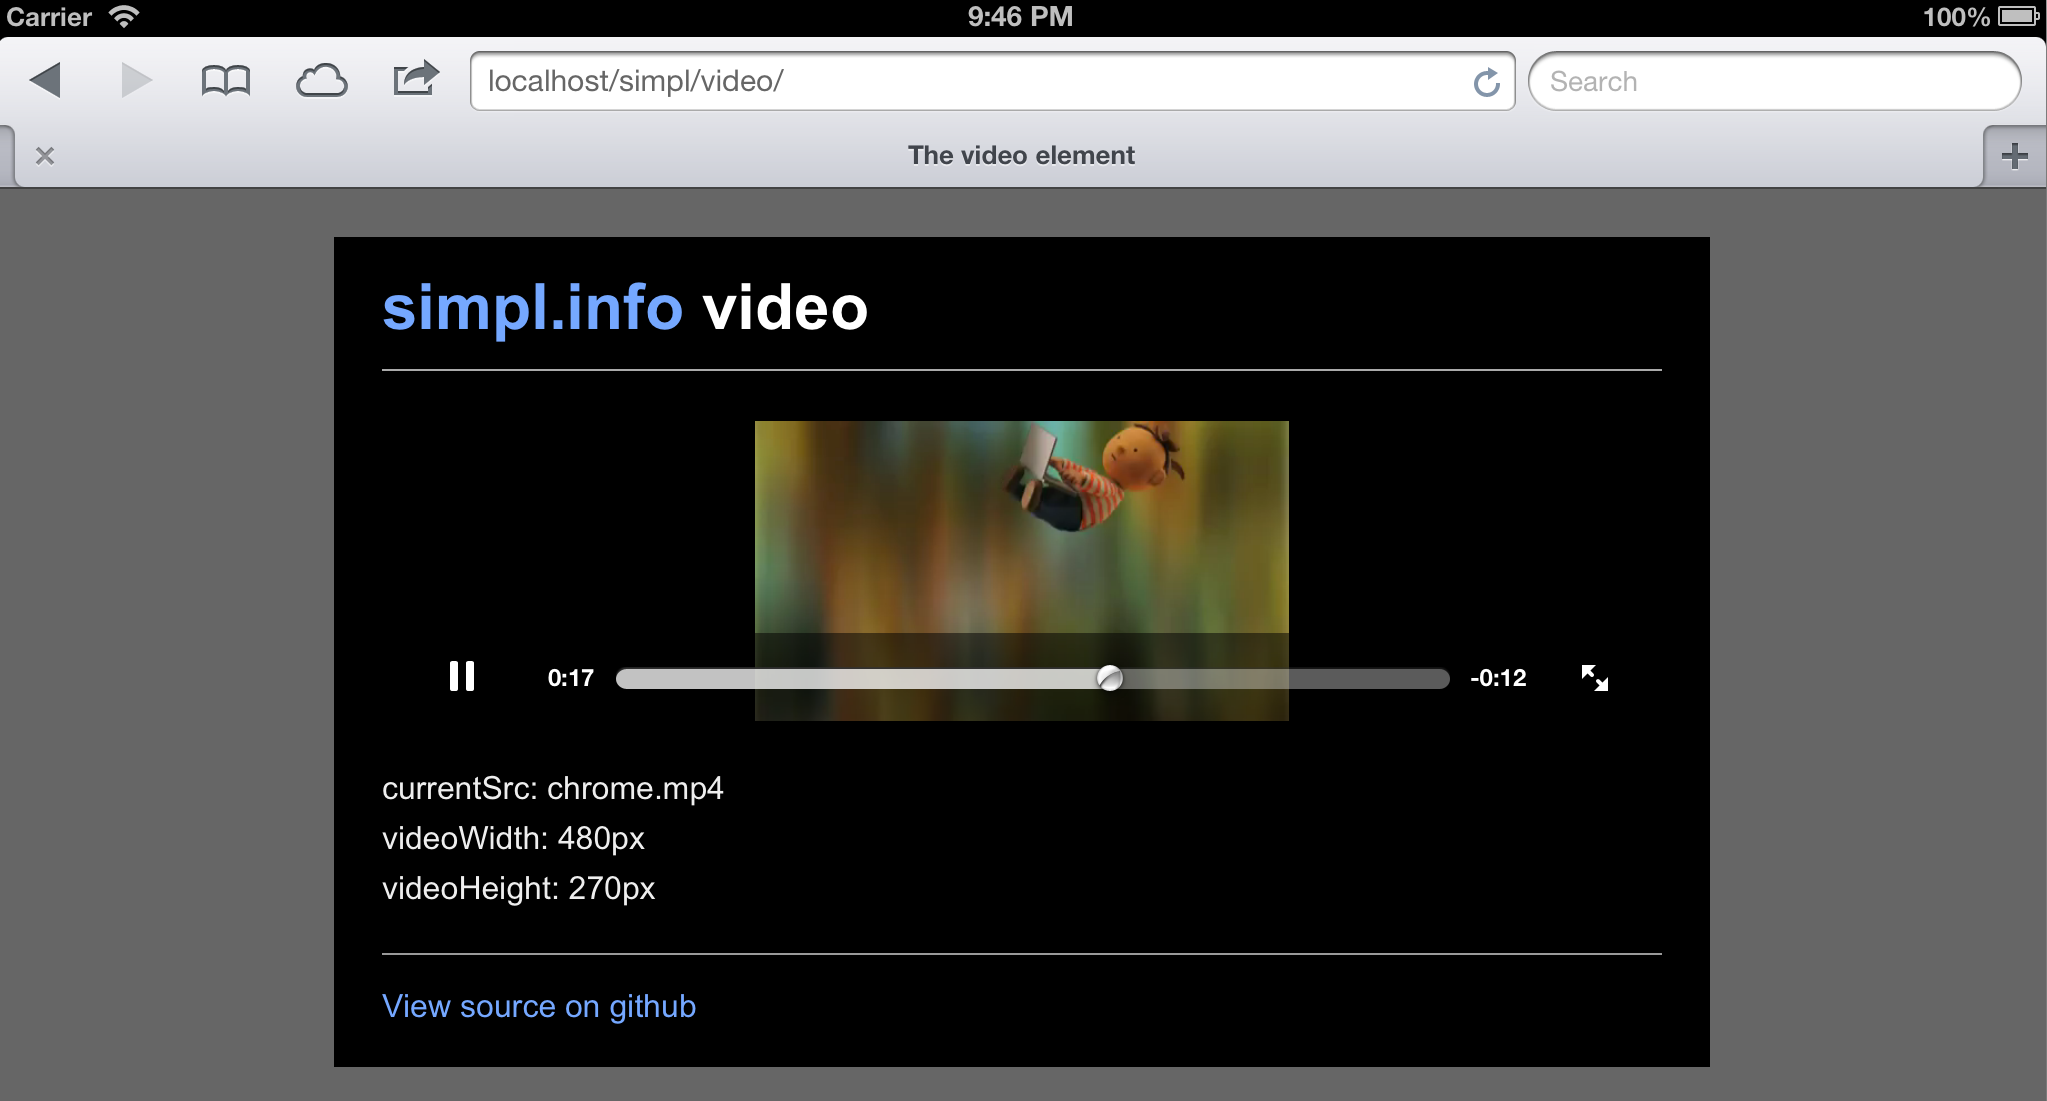 Carrier 9:46 PM 100%
localhost/simpl/video/ Search
The video element
simpl.info video
0:17 -0:12
currentSrc: chrome.mp4
videoWidth: 480px
videoHeight: 270px
View source on github